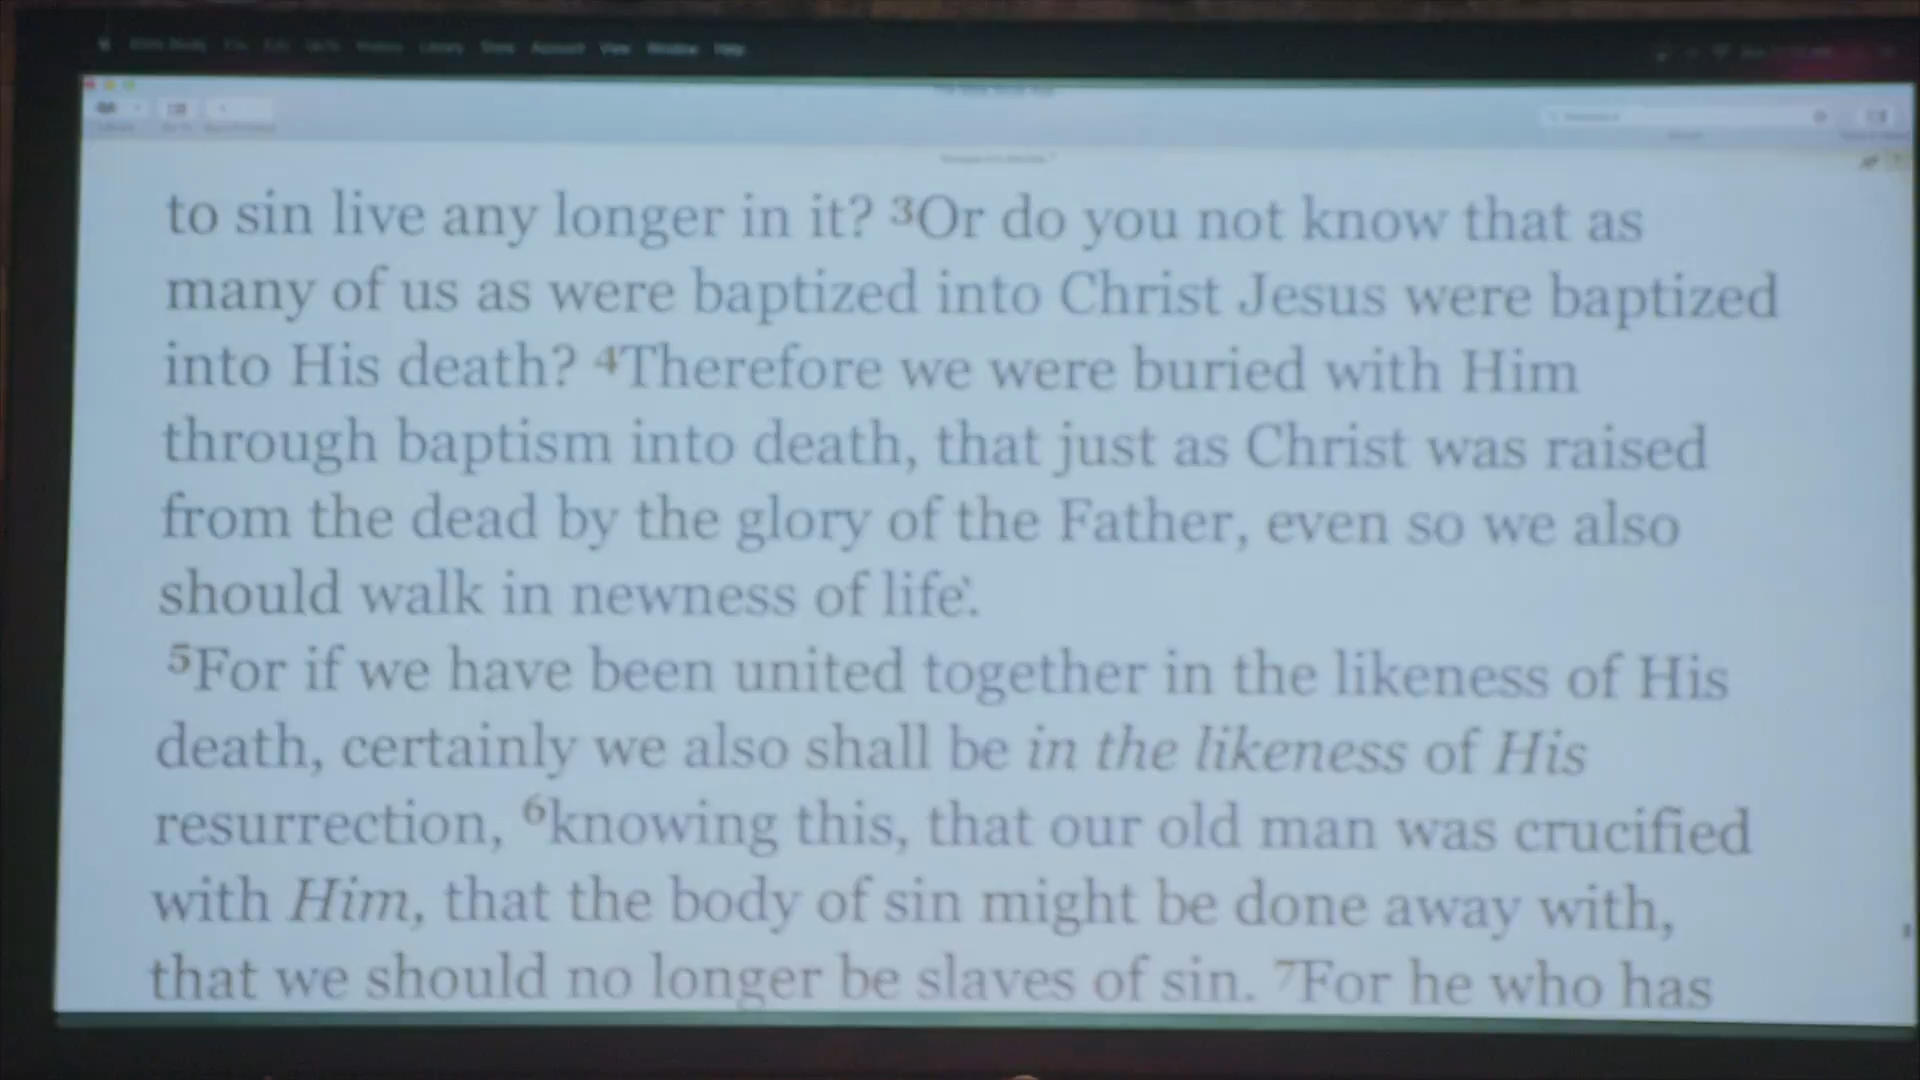 View Window Help
to sin live any longer in it? 3Or do you not know that as
many of us as were baptized into Christ Jesus were baptized
into His death? 4Therefore we were buried with Him
through baptism into death, that just as Christ was raised
from the dead by the glory of the Father, even so we also
should walk in newness of life.
5For if we have been united together in the likeness of His
death, certainly we also shall be in the likeness of His
resurrection, 6knowing this, that our old man was crucified
with Him, that the body of sin might be done away with,
that we should no longer be slaves of sin. 7For he who has